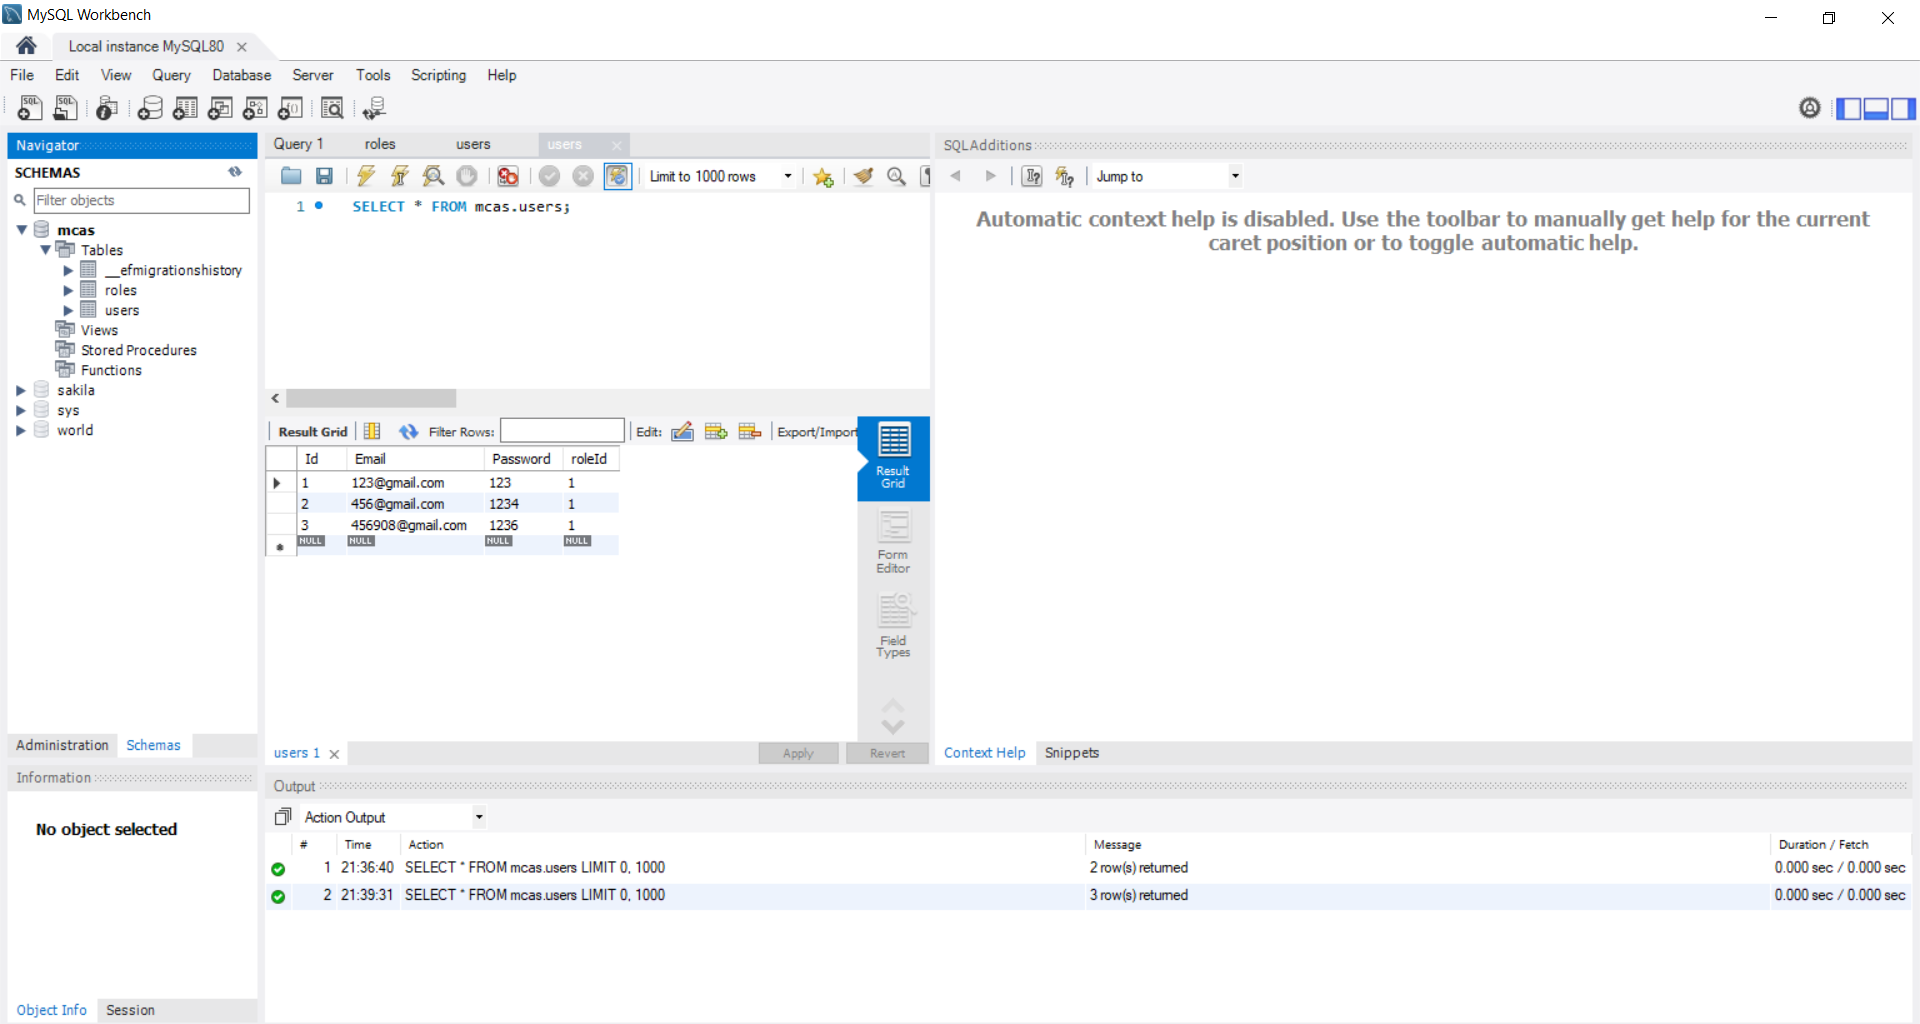 MySQL Workbench
Local instance MySQL80
File Edit View Query Database Server Tools Scripting Help
Navigator
SCHEMAS
Filter objects
mcas
Tables
__efmigrationshistory
roles
users
Views
Stored Procedures
Functions
sakila
sys
world
Administration Schemas
Information
No object selected
Object Info Session
Query 1 roles users users
Limit to 1000 rows
1 SELECT * FROM mcas.users;
Result Grid Filter Rows: Edit: Export/Import
Id Email Password roleId
1 123@gmail.com 123 1
2 456@gmail.com 1234 1
3 456908@gmail.com 1236 1
NULL NULL NULL NULL
Result
Grid
Form
Editor
Field
Types
users 1 Apply Revert
SQLAdditions
Jump to
Automatic context help is disabled. Use the toolbar to manually get help for the current
caret position or to toggle automatic help.
Context Help Snippets
Output
Action Output
# Time Action Message Duration / Fetch
1 21:36:40 SELECT * FROM mcas.users LIMIT 0, 1000 2 row(s) returned 0.000 sec / 0.000 sec
2 21:39:31 SELECT * FROM mcas.users LIMIT 0, 1000 3 row(s) returned 0.000 sec / 0.000 sec